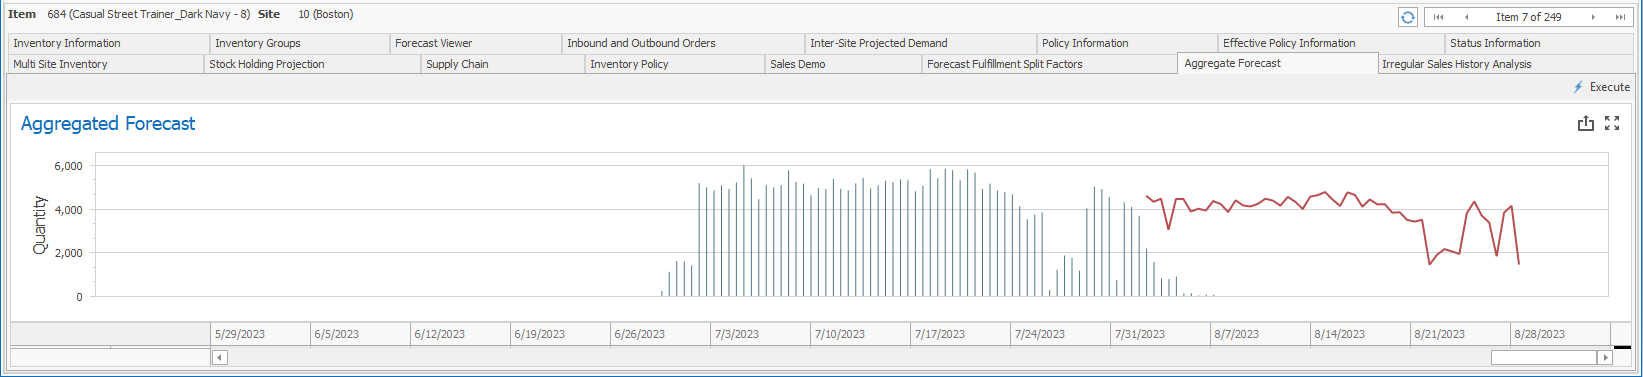 Item 684 (Casual Street Trainer_Dark Navy - 8) Site 10 (Boston)
Item 7 of 249
Inventory Information Inventory Groups Forecast Viewer Inbound and Outbound Orders Inter-Site Projected Demand Policy Information Effective Policy Information Status Information
Multi Site Inventory Stock Holding Projection Supply Chain Inventory Policy Sales Demo Forecast Fulfillment Split Factors Aggregate Forecast Irregular Sales History Analysis
Execute
Aggregated Forecast
6,000
4,000
2,000
0
Quantity
5/29/2023 6/5/2023 6/12/2023 6/19/2023 6/26/2023 7/3/2023 7/10/2023 7/17/2023 7/24/2023 7/31/2023 8/7/2023 8/14/2023 8/21/2023 8/28/2023